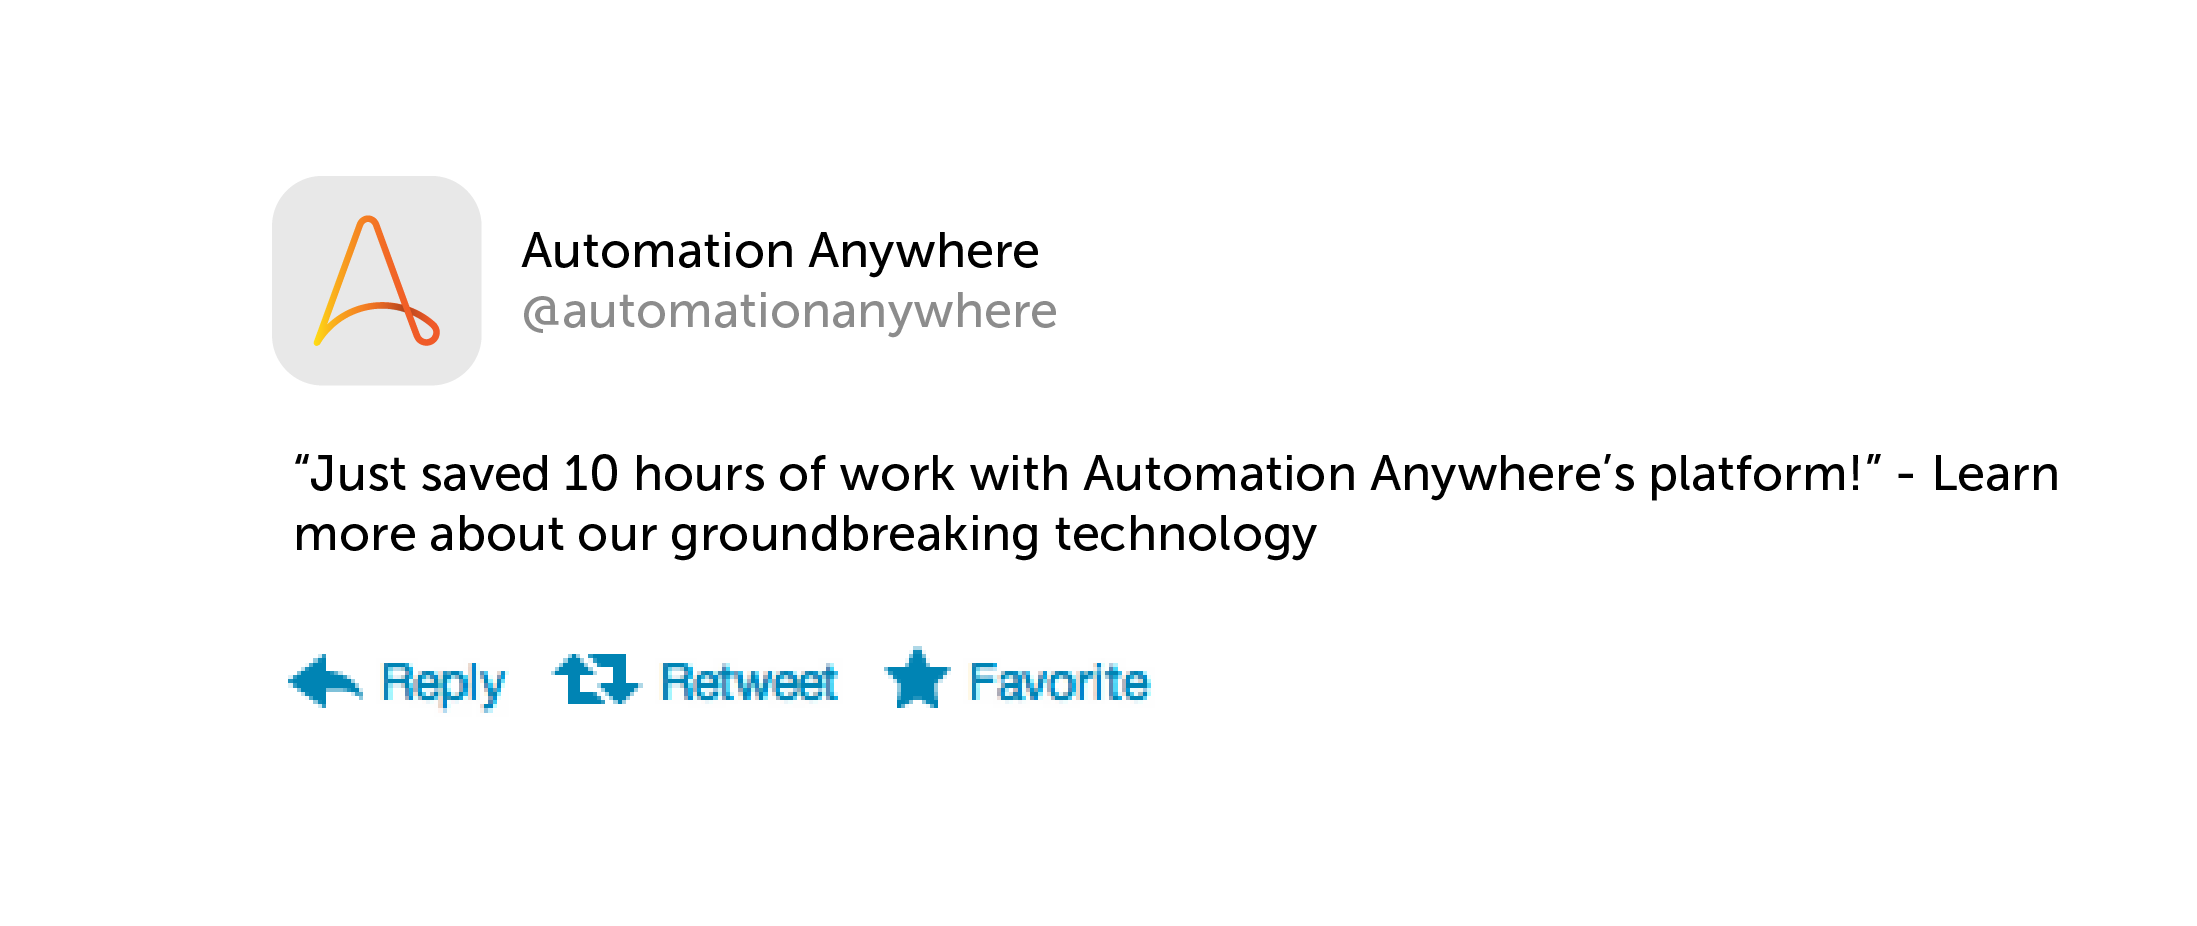 Automation Anywhere
@automationanywhere
“Just saved 10 hours of work with Automation Anywhere’s platform!” - Learn
more about our groundbreaking technology
Reply Retweet Favorite